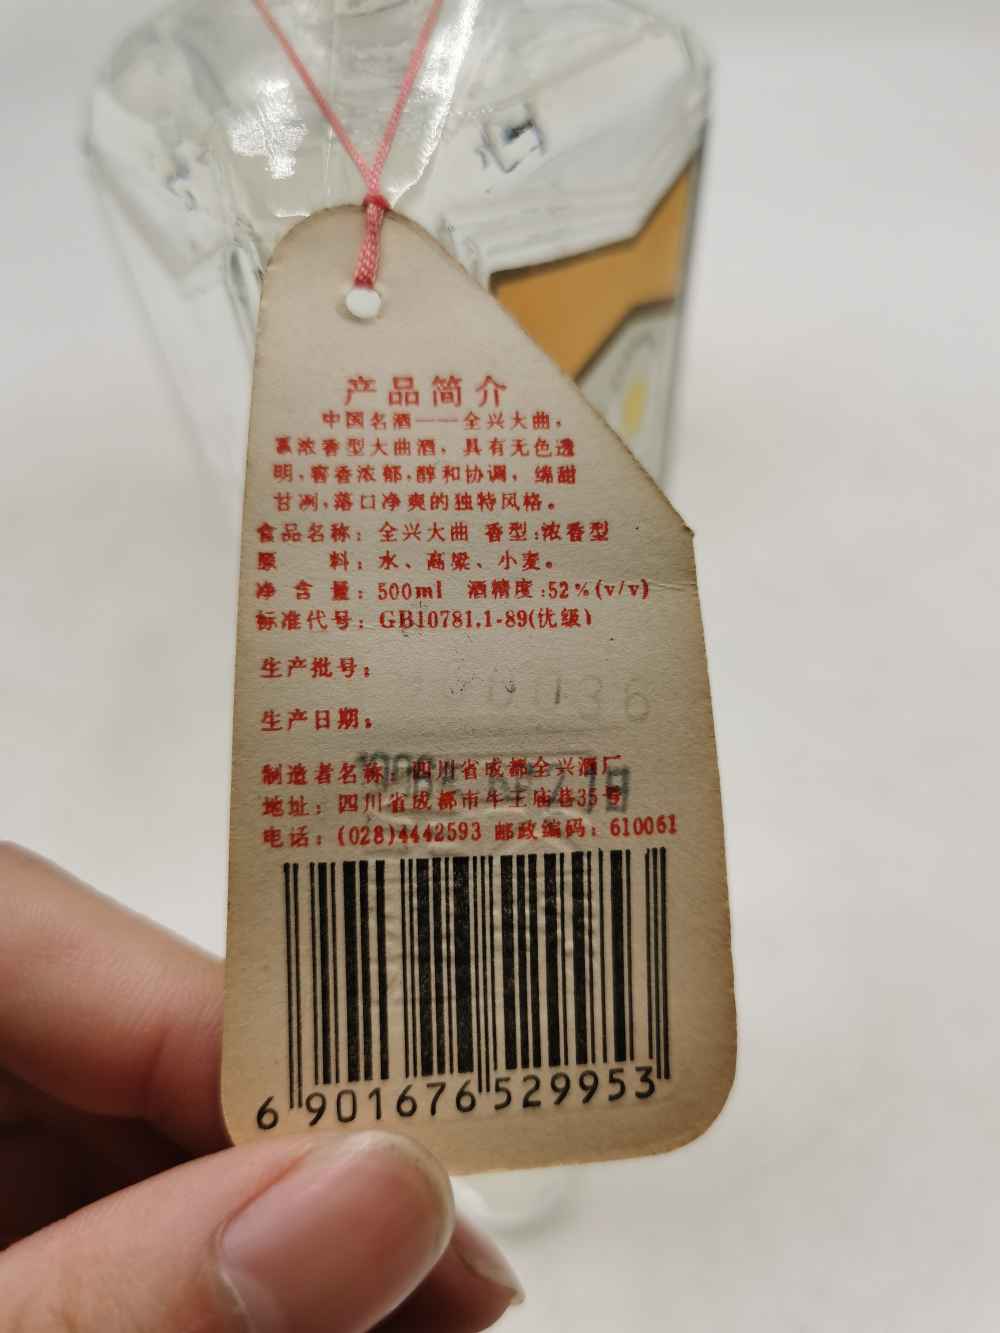 产品简介
中国名酒——全兴大曲，
系浓香型大曲酒，具有无色透
明，窖香浓郁，醇和协调，绵甜
甘冽，落口净爽的独特风格。
食品名称：全兴大曲 香型：浓香型
原 料：水、高粱、小麦。
净含量：500ml 酒精度：52%(v/v)
标准代号：GB10781.1-89(优级)
生产批号：
生产日期：
制造者名称：四川省成都全兴酒厂
地址：四川省成都市牛王庙巷35号
电话：(028)4442593 邮政编码：610061
6 901676 529953